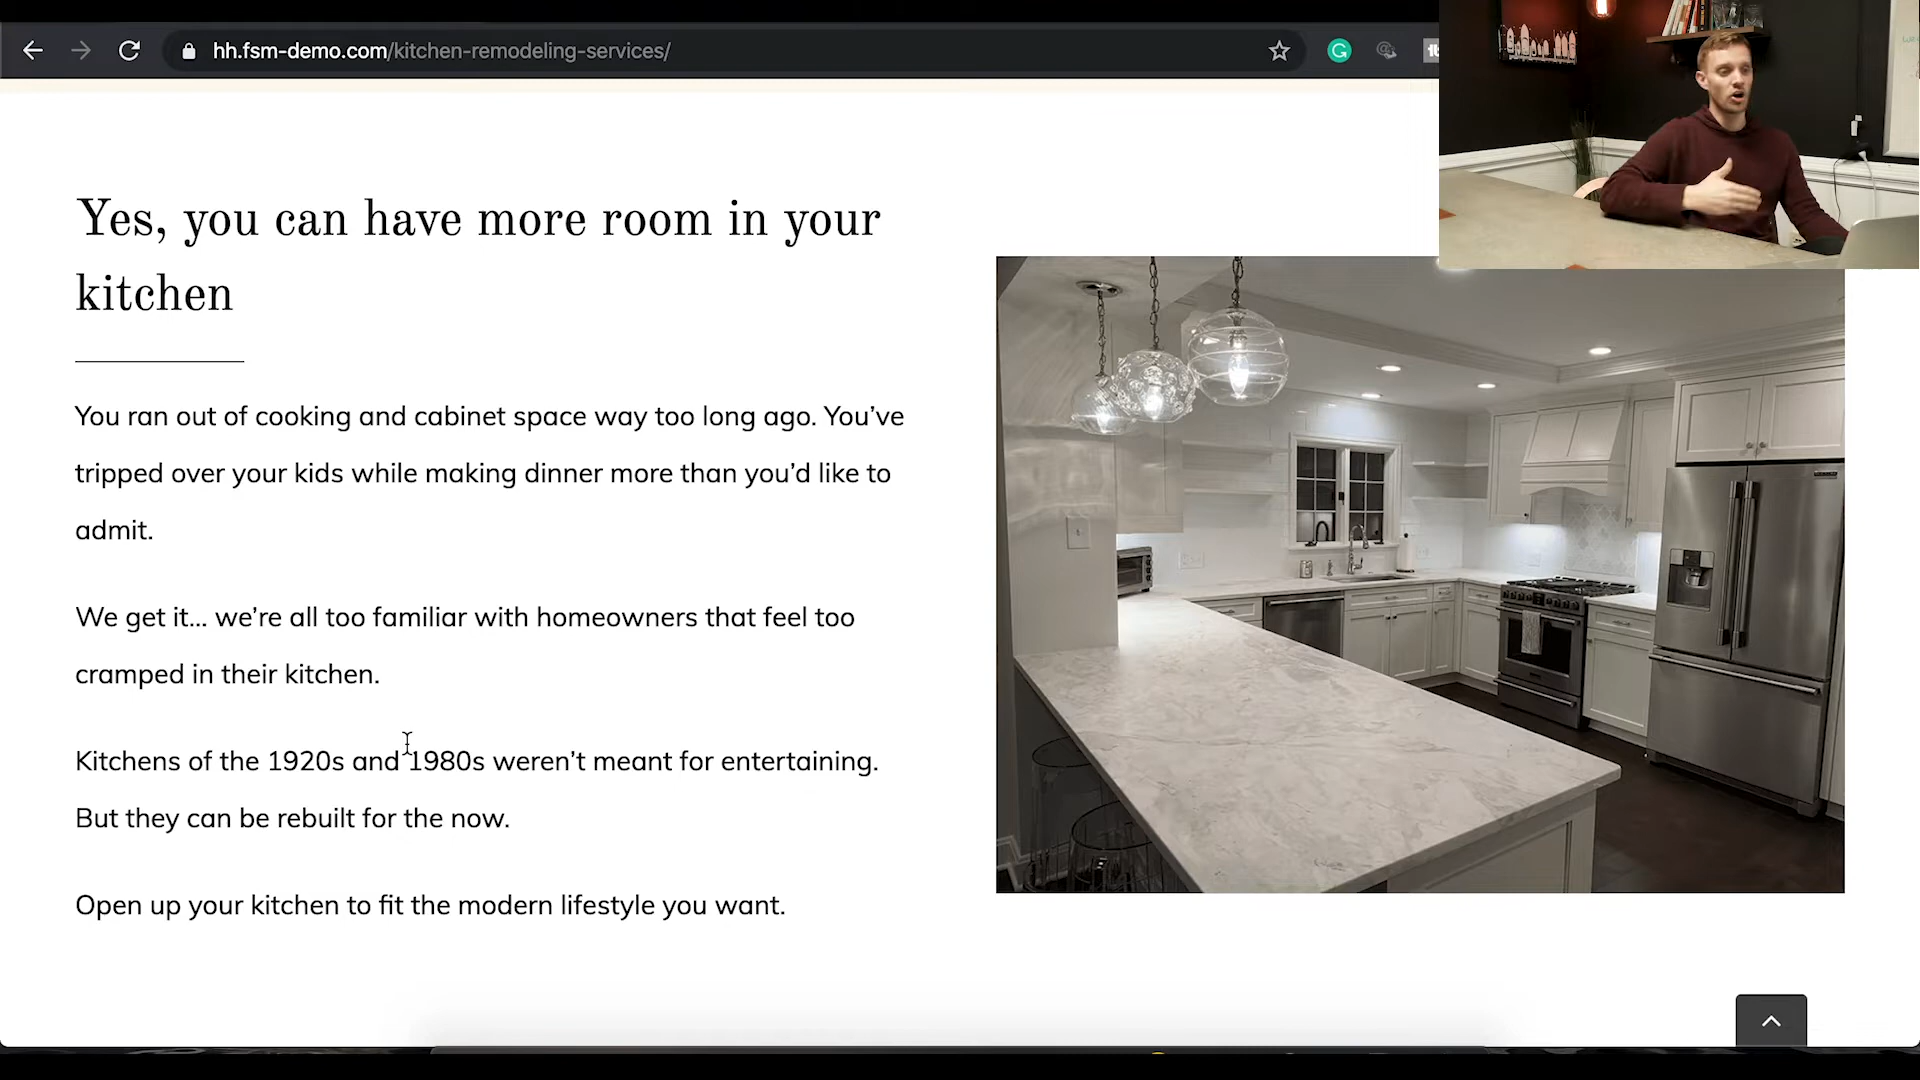 hh.fsm-demo.com/kitchen-remodeling-services/
Yes, you can have more room in your
kitchen
You ran out of cooking and cabinet space way too long ago. You’ve
tripped over your kids while making dinner more than you’d like to
admit.
We get it... we’re all too familiar with homeowners that feel too
cramped in their kitchen.
Kitchens of the 1920s and 1980s weren’t meant for entertaining.
But they can be rebuilt for the now.
Open up your kitchen to fit the modern lifestyle you want.